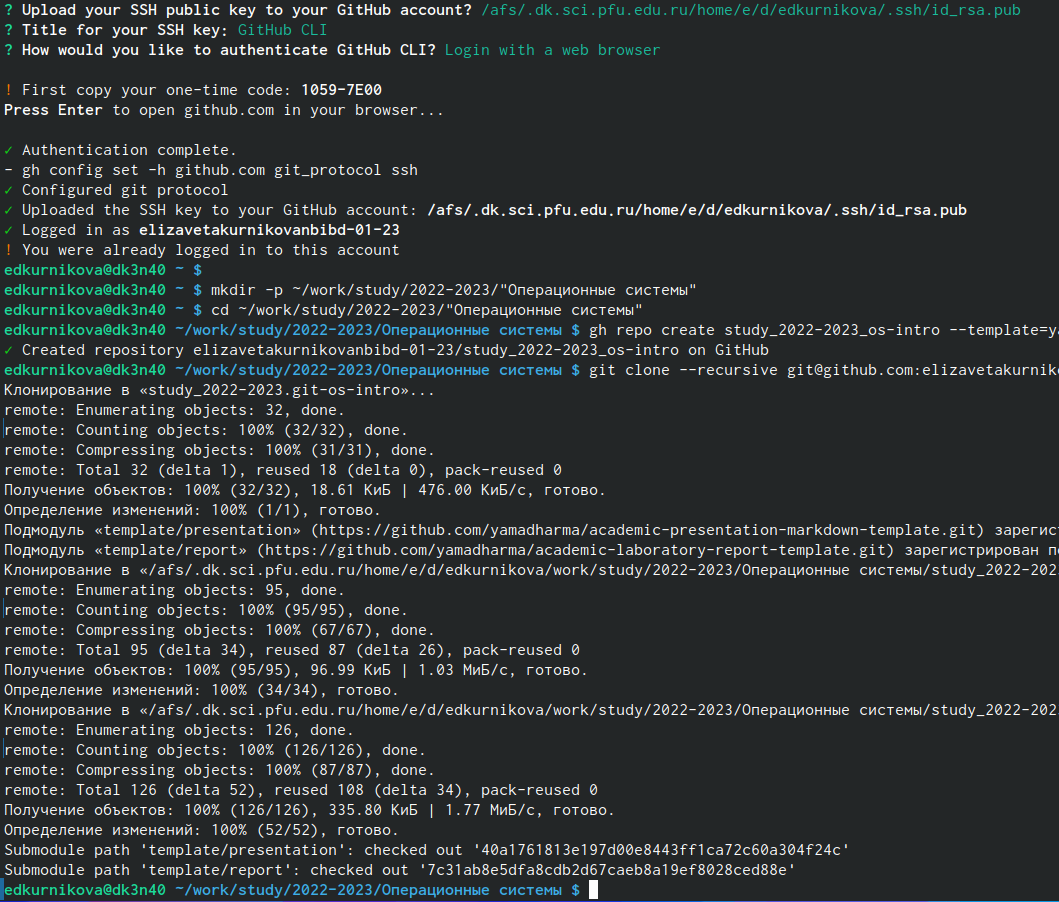 ? Upload your SSH public key to your GitHub account? /afs/.dk.sci.pfu.edu.ru/home/e/d/edkurnikova/.ssh/id_rsa.pub
? Title for your SSH key: GitHub CLI
? How would you like to authenticate GitHub CLI? Login with a web browser
! First copy your one-time code: 1059-7E00
Press Enter to open github.com in your browser...
✓ Authentication complete.
- gh config set -h github.com git_protocol ssh
✓ Configured git protocol
✓ Uploaded the SSH key to your GitHub account: /afs/.dk.sci.pfu.edu.ru/home/e/d/edkurnikova/.ssh/id_rsa.pub
✓ Logged in as elizavetakurnikovanbibd-01-23
! You were already logged in to this account
edkurnikova@dk3n40 ~ $
edkurnikova@dk3n40 ~ $ mkdir -p ~/work/study/2022-2023/"Операционные системы"
edkurnikova@dk3n40 ~ $ cd ~/work/study/2022-2023/"Операционные системы"
edkurnikova@dk3n40 ~/work/study/2022-2023/Операционные системы $ gh repo create study_2022-2023_os-intro --template=ya
✓ Created repository elizavetakurnikovanbibd-01-23/study_2022-2023_os-intro on GitHub
edkurnikova@dk3n40 ~/work/study/2022-2023/Операционные системы $ git clone --recursive git@github.com:elizavetakurniko
Клонирование в «study_2022-2023.git-os-intro»...
remote: Enumerating objects: 32, done.
remote: Counting objects: 100% (32/32), done.
remote: Compressing objects: 100% (31/31), done.
remote: Total 32 (delta 1), reused 18 (delta 0), pack-reused 0
Получение объектов: 100% (32/32), 18.61 КиБ | 476.00 КиБ/с, готово.
Определение изменений: 100% (1/1), готово.
Подмодуль «template/presentation» (https://github.com/yamadharma/academic-presentation-markdown-template.git) зарегист
Подмодуль «template/report» (https://github.com/yamadharma/academic-laboratory-report-template.git) зарегистрирован по
Клонирование в «/afs/.dk.sci.pfu.edu.ru/home/e/d/edkurnikova/work/study/2022-2023/Операционные системы/study_2022-202
remote: Enumerating objects: 95, done.
remote: Counting objects: 100% (95/95), done.
remote: Compressing objects: 100% (67/67), done.
remote: Total 95 (delta 34), reused 87 (delta 26), pack-reused 0
Получение объектов: 100% (95/95), 96.99 КиБ | 1.03 МиБ/с, готово.
Определение изменений: 100% (34/34), готово.
Клонирование в «/afs/.dk.sci.pfu.edu.ru/home/e/d/edkurnikova/work/study/2022-2023/Операционные системы/study_2022-202
remote: Enumerating objects: 126, done.
remote: Counting objects: 100% (126/126), done.
remote: Compressing objects: 100% (87/87), done.
remote: Total 126 (delta 52), reused 108 (delta 34), pack-reused 0
Получение объектов: 100% (126/126), 335.80 КиБ | 1.77 МиБ/с, готово.
Определение изменений: 100% (52/52), готово.
Submodule path 'template/presentation': checked out '40a1761813e197d00e8443ff1ca72c60a304f24c'
Submodule path 'template/report': checked out '7c31ab8e5dfa8cdb2d67caeb8a19ef8028ced88e'
edkurnikova@dk3n40 ~/work/study/2022-2023/Операционные системы $